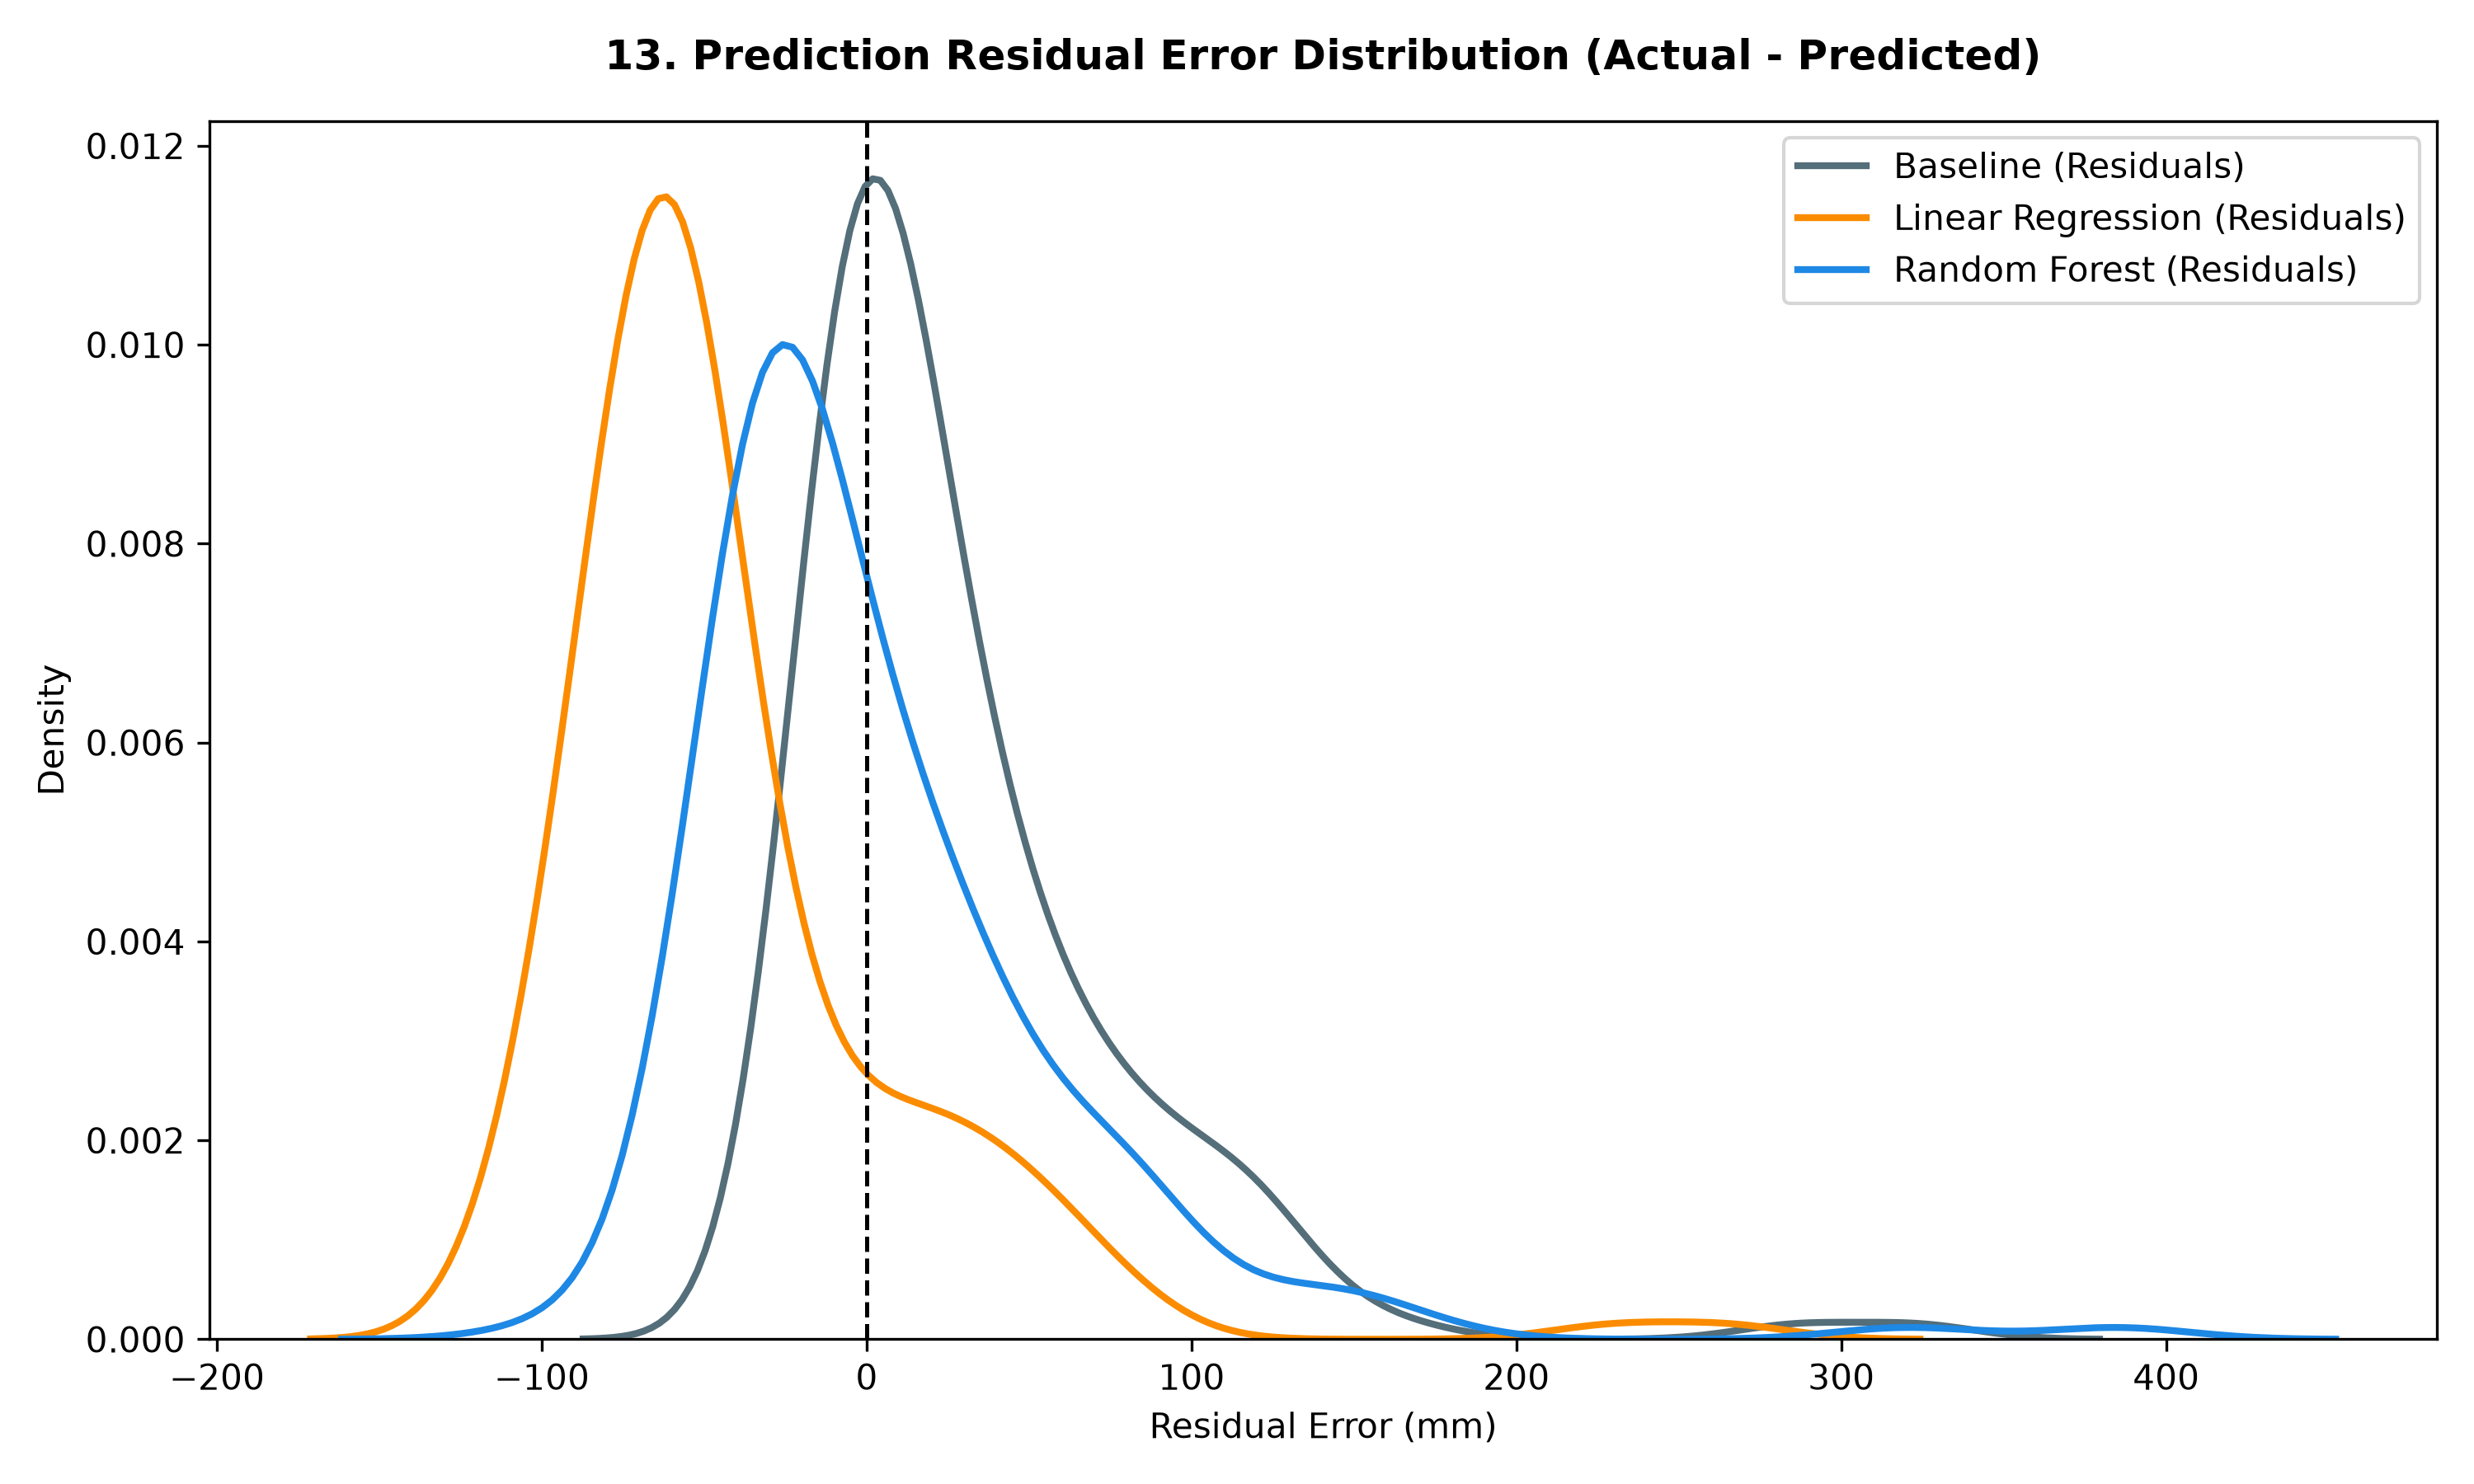 13. Prediction Residual Error Distribution (Actual - Predicted)
Baseline (Residuals)
Linear Regression (Residuals)
Random Forest (Residuals)
Density
0.012
0.010
0.008
0.006
0.004
0.002
0.000
−200 −100 0 100 200 300 400
Residual Error (mm)